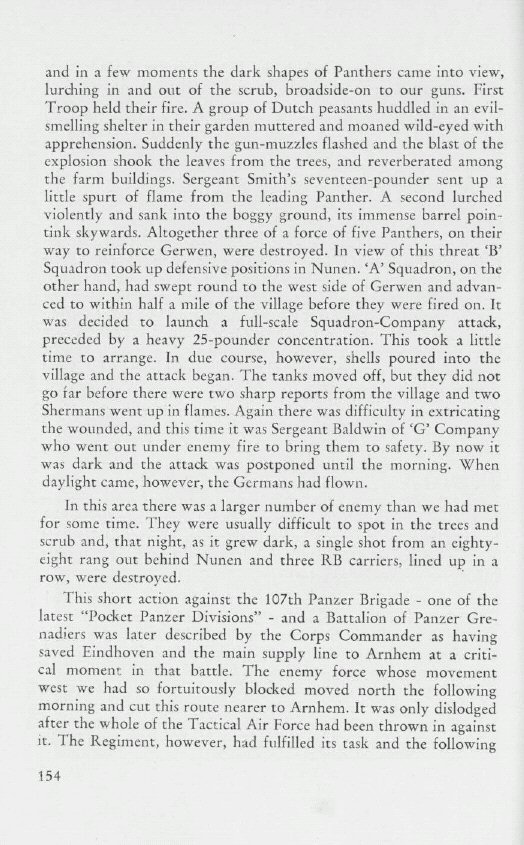 and in a few moments the dark shapes of Panthers came into view,
lurching in and out of the scrub, broadside-on to our guns. First
Troop held their fire. A group of Dutch peasants huddled in an evil-
smelling shelter in their garden muttered and moaned wild-eyed with
apprehension. Suddenly the gun-muzzles flashed and the blast of the
explosion shook the leaves from the trees, and reverberated among
the farm buildings. Sergeant Smith's seventeen-pounder sent up a
little spurt of flame from the leading Panther. A second lurched
violently and sank into the boggy ground, its immense barrel poin-
tink skywards. Altogether three of a force of five Panthers, on their
way to reinforce Gerwen, were destroyed. In view of this threat ‘B’
Squadron took up defensive positions in Nunen. ‘A’ Squadron, on the
other hand, had swept round to the west side of Gerwen and advan-
ced to within half a mile of the village before they were fired on. It
was decided to launch a full-scale Squadron-Company attack,
preceded by a heavy 25-pounder concentration. This took a little
time to arrange. In due course, however, shells poured into the
village and the attack began. The tanks moved off, but they did not
go far before there were two sharp reports from the village and two
Shermans went up in flames. Again there was difficulty in extricating
the wounded, and this time it was Sergeant Baldwin of ‘G’ Company
who went out under enemy fire to bring them to safety. By now it
was dark and the attack was postponed until the morning. When
daylight came, however, the Germans had flown.
In this area there was a larger number of enemy than we had met
for some time. They were usually difficult to spot in the trees and
scrub and, that night, as it grew dark, a single shot from an eighty-
eight rang out behind Nunen and three RB carriers, lined up in a
row, were destroyed.
This short action against the 107th Panzer Brigade - one of the
latest “Pocket Panzer Divisions” - and a Battalion of Panzer Gre-
nadiers was later described by the Corps Commander as having
saved Eindhoven and the main supply line to Arnhem at a criti-
cal moment in that battle. The enemy force whose movement
west we had so fortuitously blocked moved north the following
morning and cut this route nearer to Arnhem. It was only dislodged
after the whole of the Tactical Air Force had been thrown in against
it. The Regiment, however, had fulfilled its task and the following
154